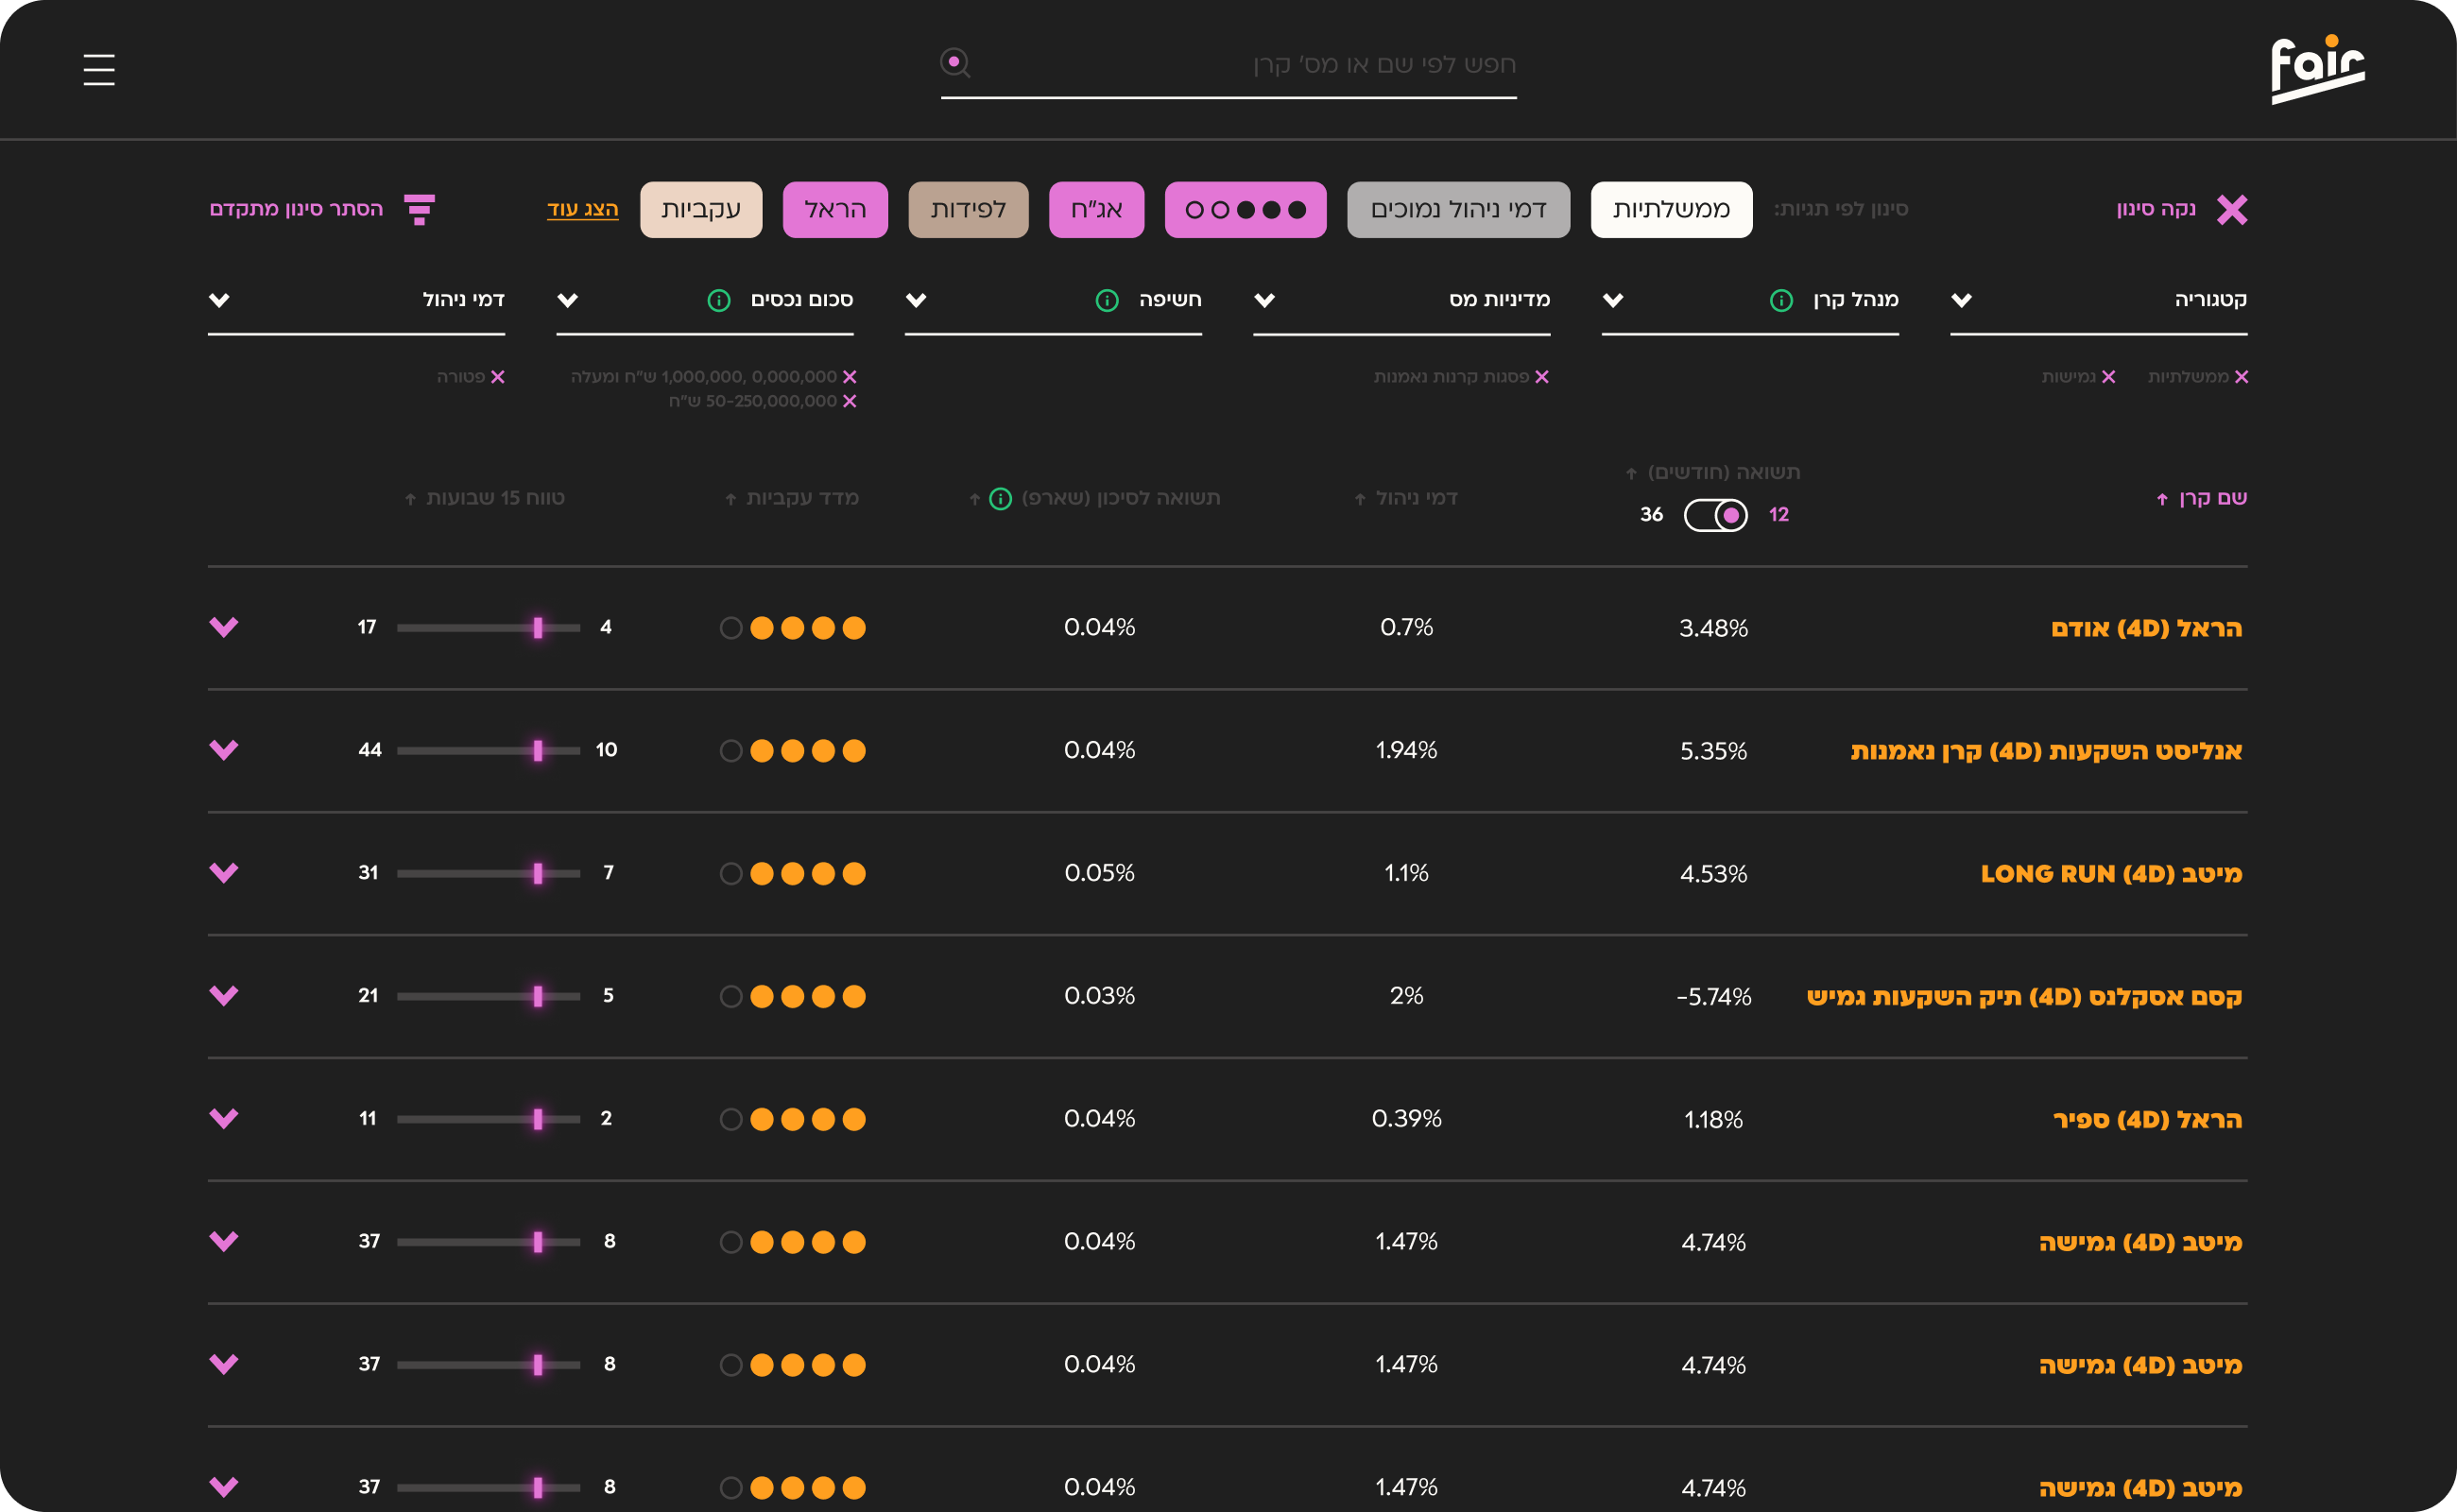 fair
חפש לפי שם או מס' קרן
נקה סינון
סינון לפי תגיות:
ממשלתיות
דמי ניהול נמוכים
אג"ח
לפידות
הראל
עקביות
הצג עוד
הסתר סינון מתקדם
קטגוריה
מנהל קרן
מדיניות מס
חשיפה
סכום נכסים
דמי ניהול
ממשלתיות
גמישות
פסגות קרנות נאמנות
0,000,000 ,1,000,000 ש"ח ומעלה
50-250,000,000 ש"ח
פטורה
שם קרן
תשואה (חודשים)
12
36
דמי ניהול
תשואה לסיכון (שארפ)
מדד עקביות
טווח 15 שבועות
הראל (4D) אודם 3.48% 0.7% 0.04% 4 17
אנליסט השקעות (4D) קרן נאמנות 5.35% 1.94% 0.04% 10 44
מיטב (4D) LONG RUN 4.53% 1.1% 0.05% 7 31
קסם אסקלנס (4D) תיק השקעות גמיש -5.74% 2% 0.03% 5 21
הראל (4D) ספיר 1.18% 0.39% 0.04% 2 11
מיטב (4D) גמישה 4.74% 1.47% 0.04% 8 37
מיטב (4D) גמישה 4.74% 1.47% 0.04% 8 37
מיטב (4D) גמישה 4.74% 1.47% 0.04% 8 37